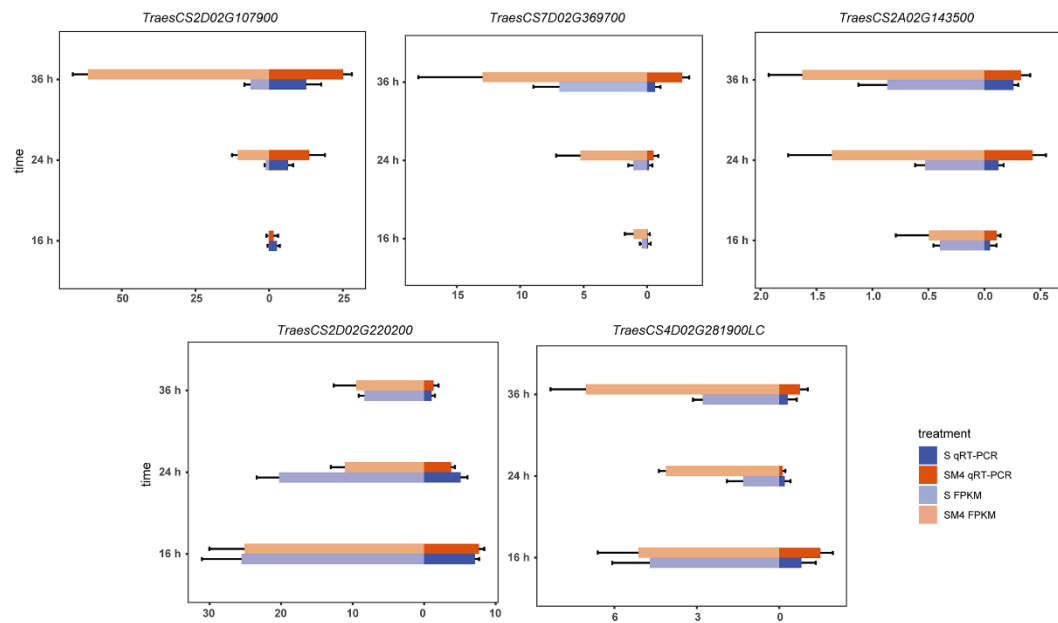 TraesCS2D02G107900
TraesCS7D02G369700
TraesCS2A02G143500
36 h
24 h
16 h
time
50 25 0 25
36 h
24 h
16 h
15 10 5 0
36 h
24 h
16 h
2.0 1.5 1.0 0.5 0.0 0.5
TraesCS2D02G220200
TraesCS4D02G281900LC
36 h
24 h
16 h
time
30 20 10 0 10
36 h
24 h
16 h
6 3 0
treatment
S qRT-PCR
SM4 qRT-PCR
S FPKM
SM4 FPKM